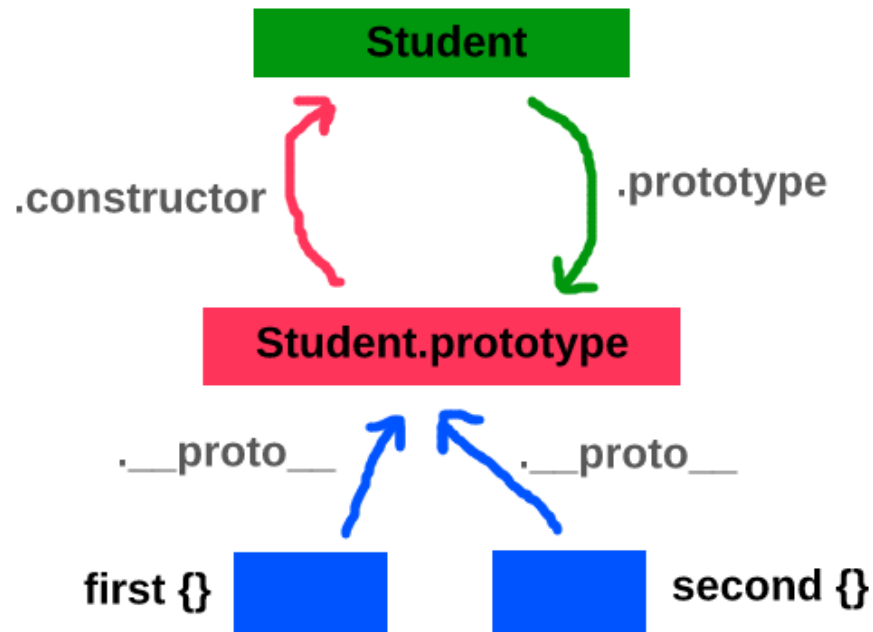 Student
.constructor
.prototype
Student.prototype
.__proto__
.__proto__
first {}
second {}